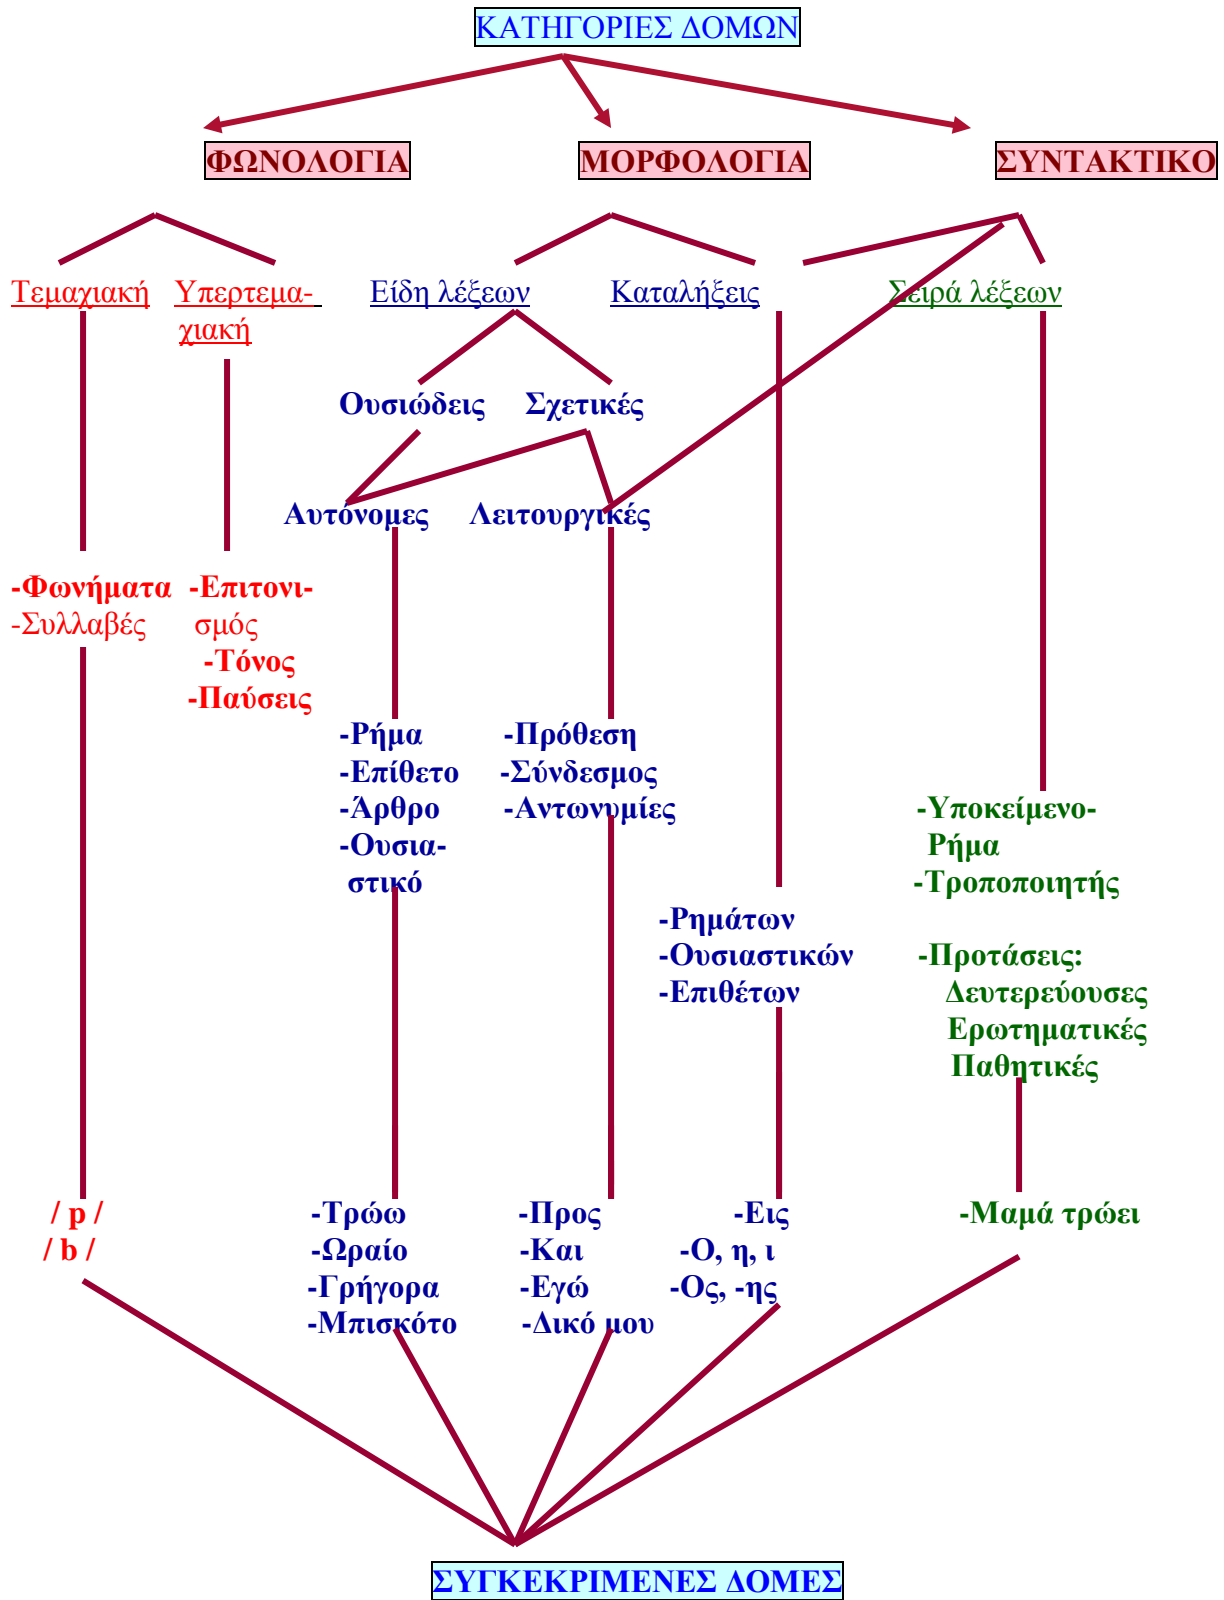 ΚΑΤΗΓΟΡΙΕΣ ΔΟΜΩΝ
ΦΩΝΟΛΟΓΙΑ ΜΟΡΦΟΛΟΓΙΑ ΣΥΝΤΑΚΤΙΚΟ
Τεμαχιακή Υπερτεμα- Είδη λέξεων Καταλήξεις Σειρά λέξεων
χιακή
Ουσιώδεις Σχετικές
Αυτόνομες Λειτουργικές
-Φωνήματα -Επιτονι-
-Συλλαβές σμός
-Τόνος
-Παύσεις
-Ρήμα -Πρόθεση
-Επίθετο -Σύνδεσμος
-Άρθρο -Αντωνυμίες -Υποκείμενο-
-Ουσια- Ρήμα
στικό -Τροποποιητής
-Ρημάτων
-Ουσιαστικών -Προτάσεις:
-Επιθέτων Δευτερεύουσες
Ερωτηματικές
Παθητικές
/ p / -Τρώω -Προς -Εις -Μαμά τρώει
/ b / -Ωραίο -Και -Ο, η, ι
-Γρήγορα -Εγώ -Ος, -ης
-Μπισκότο -Δικό μου
ΣΥΓΚΕΚΡΙΜΕΝΕΣ ΔΟΜΕΣ